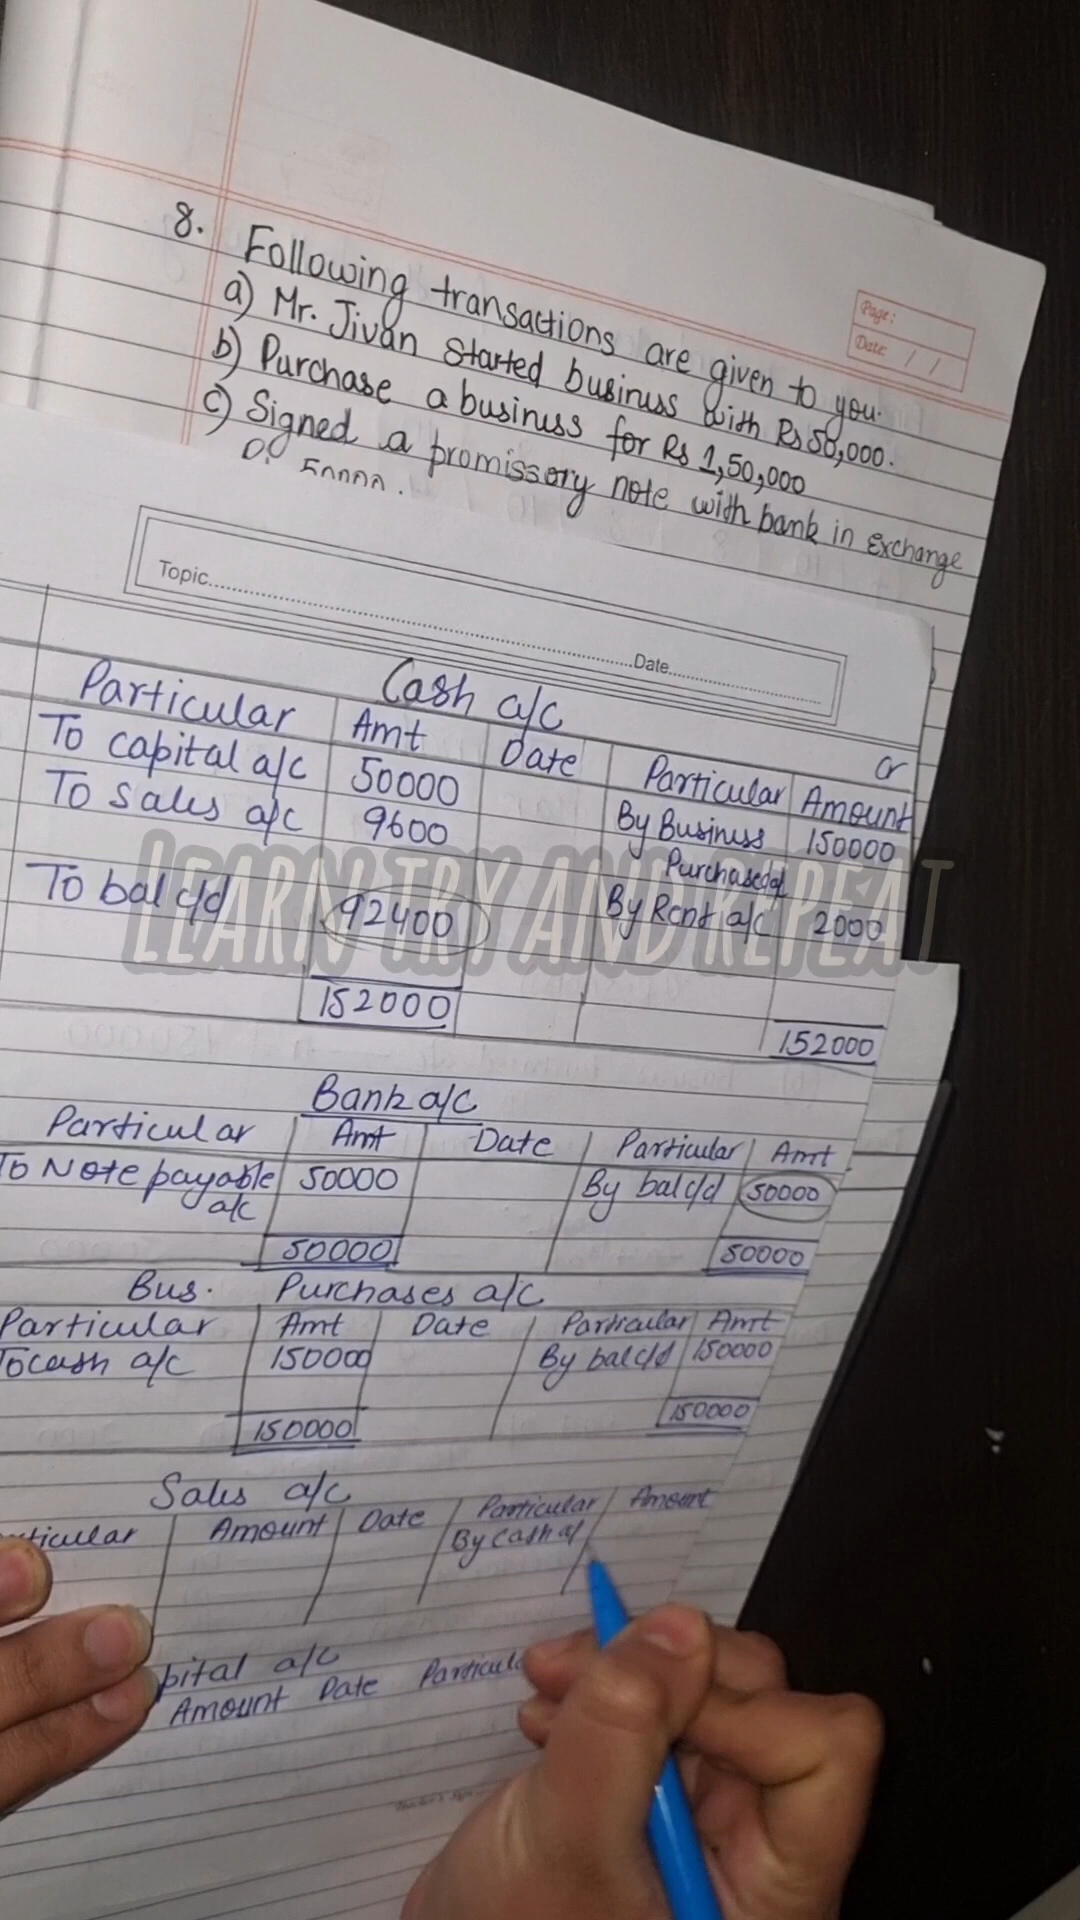 8. Following transactions are given to you.
a) Mr. Jivan started business with Rs 50,000.
b) Purchase a business for Rs 1,50,000
c) Signed a promissory note with bank in exchange
Page:
Date: / /
Topic..............Date..............
Cash a/c
Cr
Particular Amt Date Particular Amount
To capital a/c 50000 By Business 150000
Purchased a/c
To Sales a/c 9600 By Rent a/c 2000
To bal c/d 92400
152000 152000
LEARN TRY AND REPEAT
Bank a/c
Particular Amt Date Particular Amt
To Note payable 50000 By bal c/d 50000
a/c
50000 50000
Bus. Purchases a/c
Particular Amt Date Particular Amt
To cash a/c 150000 By bal c/d 150000
150000 150000
Sales a/c
ticular Amount Date Particular Amount
By Cash a/
pital a/c
Amount Date Particul